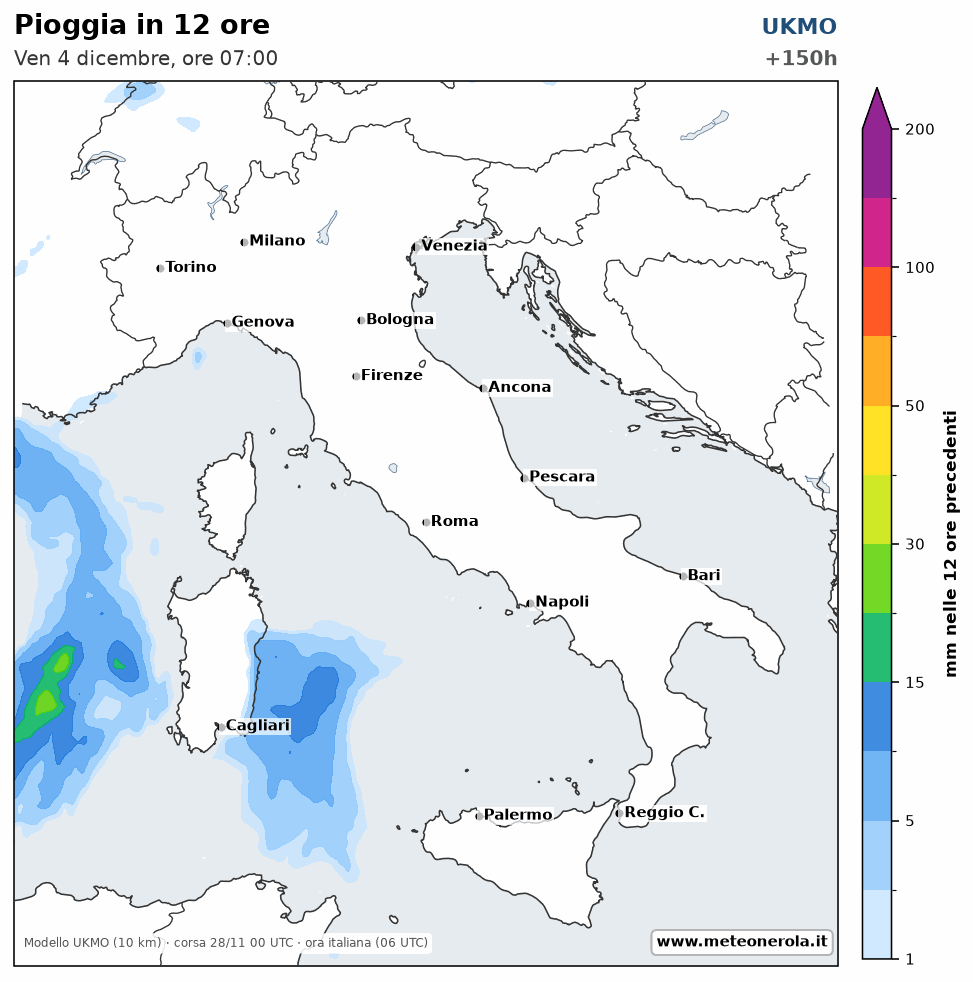 Pioggia in 12 ore
UKMO
Ven 4 dicembre, ore 07:00
+150h
Milano
Venezia
Torino
Genova
Bologna
Firenze
Ancona
Pescara
Roma
Bari
Napoli
Cagliari
Palermo
Reggio C.
200
100
50
30
15
5
1
mm nelle 12 ore precedenti
Modello UKMO (10 km) · corsa 28/11 00 UTC · ora italiana (06 UTC)
www.meteonerola.it